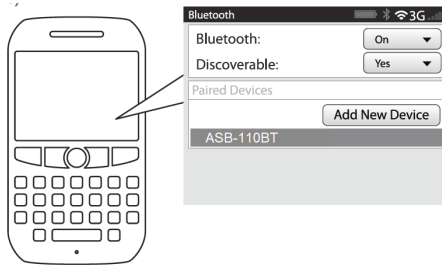 Bluetooth 3G
Bluetooth: On
Discoverable: Yes
Paired Devices
Add New Device
ASB-110BT